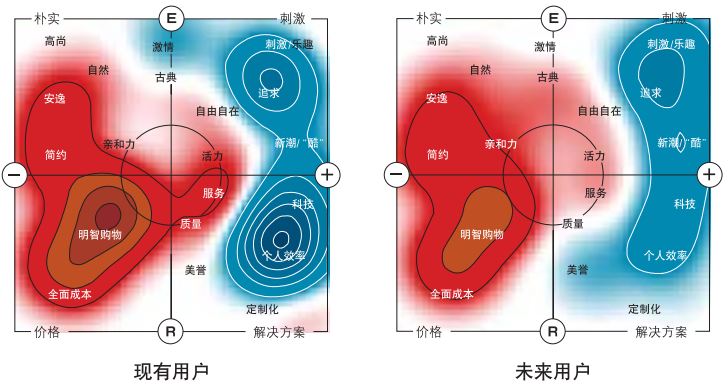 朴实 E 刺激
高尚 激情 刺激/乐趣
自然 古典 追求
安逸 自由自在
亲和力 新潮/“酷”
简约 活力
− +
服务 科技
质量
明智购物 个人效率
美誉
全面成本 定制化
价格 R 解决方案
现有用户
朴实 E 刺激
高尚 激情 刺激/乐趣
自然 古典 追求
安逸 自由自在
亲和力 新潮/“酷”
简约 活力
− +
服务 科技
质量
明智购物 个人效率
美誉
全面成本 定制化
价格 R 解决方案
未来用户